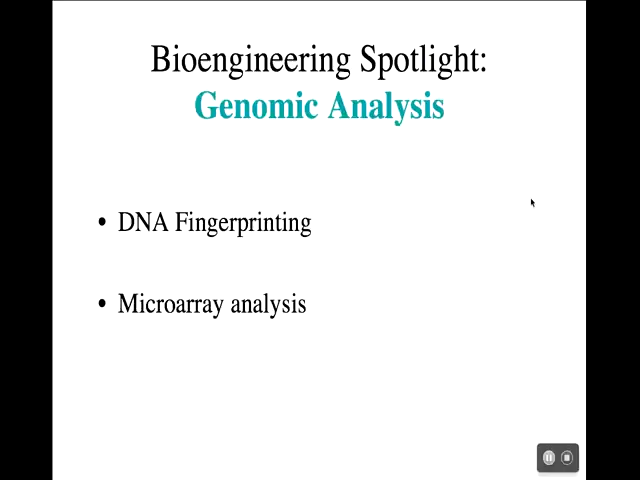 Bioengineering Spotlight:
Genomic Analysis
• DNA Fingerprinting
• Microarray analysis